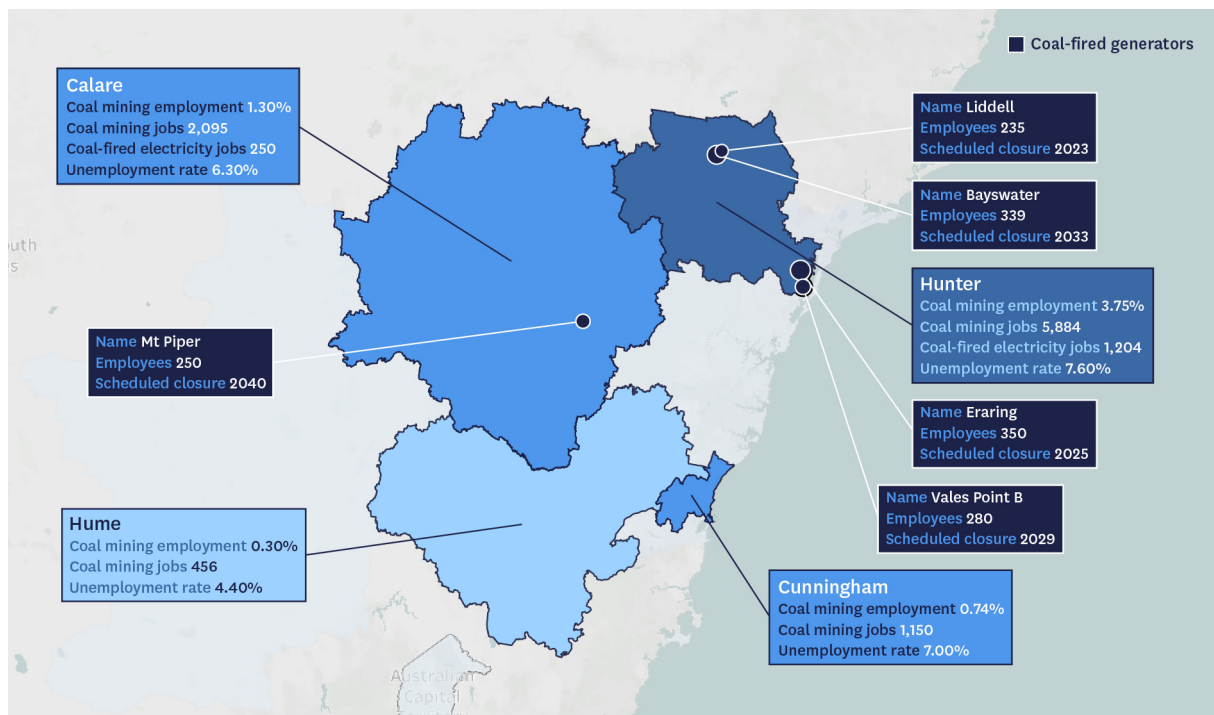 Coal-fired generators
Calare
Coal mining employment 1.30%
Coal mining jobs 2,095
Coal-fired electricity jobs 250
Unemployment rate 6.30%
Name Liddell
Employees 235
Scheduled closure 2023
Name Bayswater
Employees 339
Scheduled closure 2033
Hunter
Coal mining employment 3.75%
Coal mining jobs 5,884
Coal-fired electricity jobs 1,204
Unemployment rate 7.60%
Name Mt Piper
Employees 250
Scheduled closure 2040
Name Eraring
Employees 350
Scheduled closure 2025
Name Vales Point B
Employees 280
Scheduled closure 2029
Hume
Coal mining employment 0.30%
Coal mining jobs 456
Unemployment rate 4.40%
Cunningham
Coal mining employment 0.74%
Coal mining jobs 1,150
Unemployment rate 7.00%
Australian
Capital